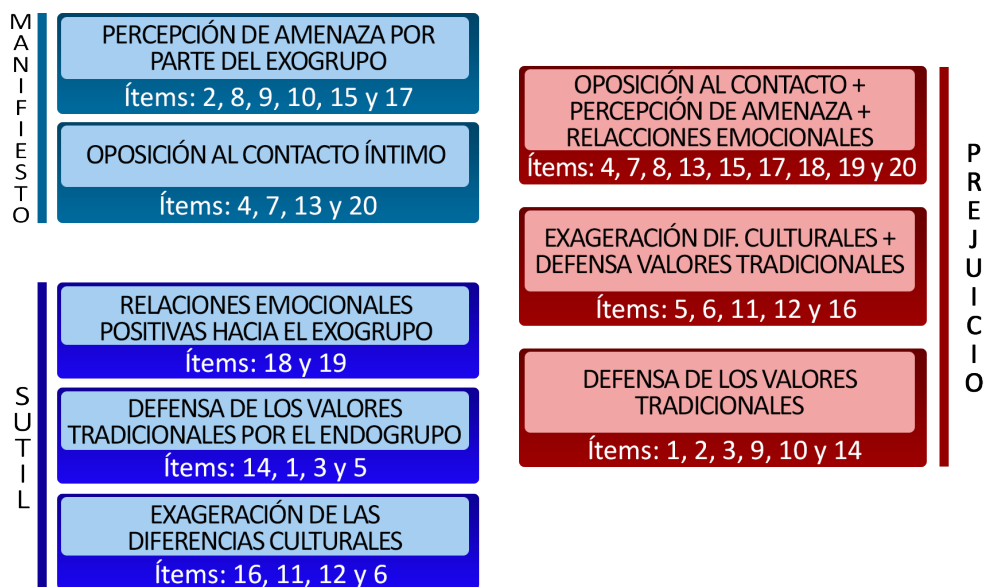 MANIFIESTO
PERCEPCIÓN DE AMENAZA POR
PARTE DEL EXOGRUPO
Ítems: 2, 8, 9, 10, 15 y 17
OPOSICIÓN AL CONTACTO ÍNTIMO
Ítems: 4, 7, 13 y 20
SUTIL
RELACIONES EMOCIONALES
POSITIVAS HACIA EL EXOGRUPO
Ítems: 18 y 19
DEFENSA DE LOS VALORES
TRADICIONALES POR EL ENDOGRUPO
Ítems: 14, 1, 3 y 5
EXAGERACIÓN DE LAS
DIFERENCIAS CULTURALES
Ítems: 16, 11, 12 y 6
OPOSICIÓN AL CONTACTO +
PERCEPCIÓN DE AMENAZA +
RELACCIONES EMOCIONALES
Ítems: 4, 7, 8, 13, 15, 17, 18, 19 y 20
EXAGERACIÓN DIF. CULTURALES +
DEFENSA VALORES TRADICIONALES
Ítems: 5, 6, 11, 12 y 16
DEFENSA DE LOS VALORES
TRADICIONALES
Ítems: 1, 2, 3, 9, 10 y 14
PREJUICIO